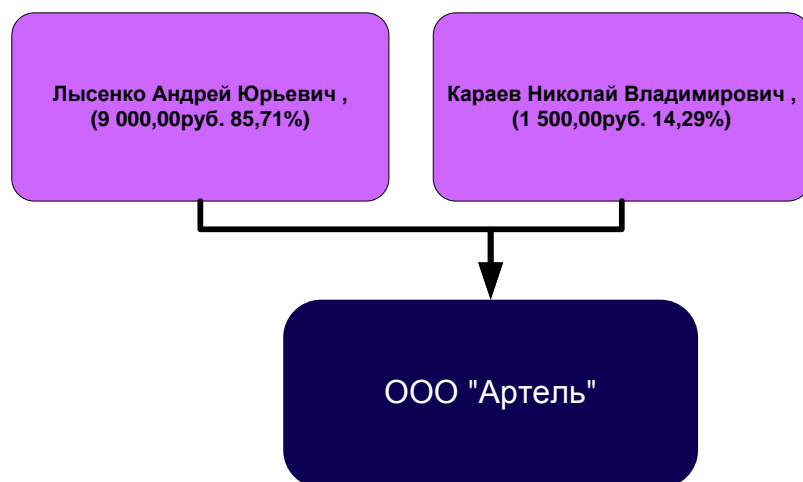 Лысенко Андрей Юрьевич ,
(9 000,00руб. 85,71%)
Караев Николай Владимирович ,
(1 500,00руб. 14,29%)
ООО "Артель"